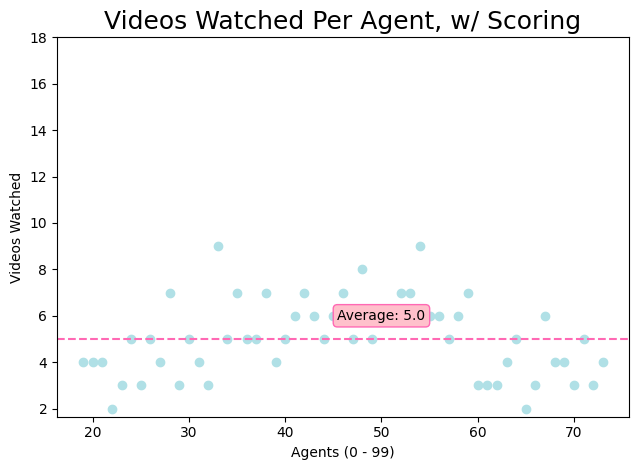 Videos Watched Per Agent, w/ Scoring
18
16
14
12
10
8
6
4
2
Videos Watched
Average: 5.0
20 30 40 50 60 70
Agents (0 - 99)